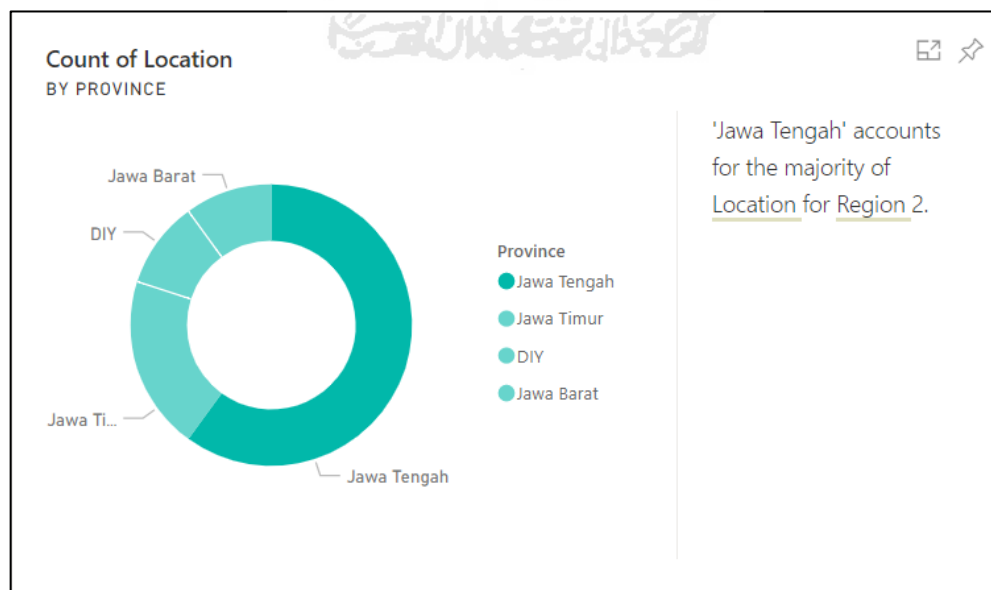 Count of Location
BY PROVINCE
Jawa Barat
DIY
Jawa Ti...
Jawa Tengah
Province
Jawa Tengah
Jawa Timur
DIY
Jawa Barat
'Jawa Tengah' accounts
for the majority of
Location for Region 2.